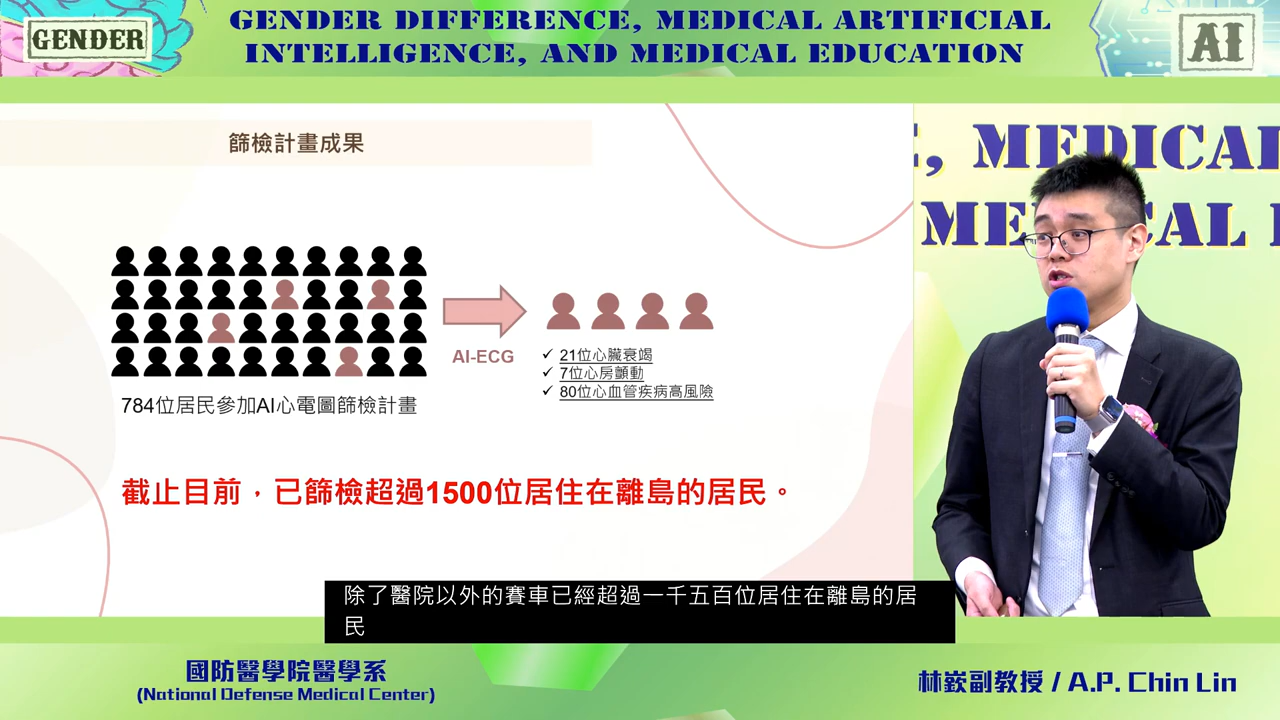 GENDER
GENDER DIFFERENCE, MEDICAL ARTIFICIAL
INTELLIGENCE, AND MEDICAL EDUCATION
AI
篩檢計畫成果
, MEDICAL
MEDICAL
AI-ECG
✓ 21位心臟衰竭
✓ 7位心房顫動
✓ 80位心血管疾病高風險
784位居民參加AI心電圖篩檢計畫
截止目前，已篩檢超過1500位居住在離島的居民。
除了醫院以外的賽車已經超過一千五百位居住在離島的居
民
國防醫學院醫學系
(National Defense Medical Center)
林嶔副教授 / A.P. Chin Lin